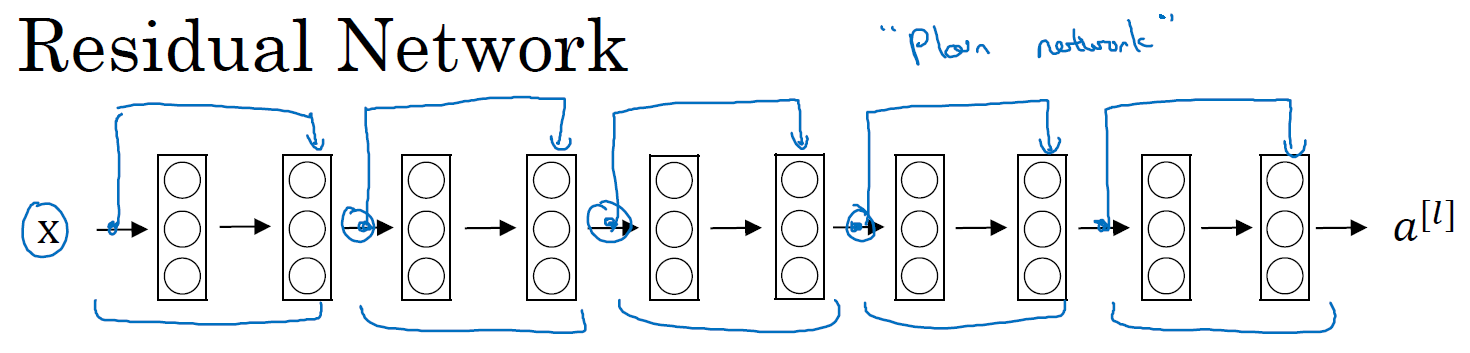 Residual Network
"Plain network"
x
a^[l]